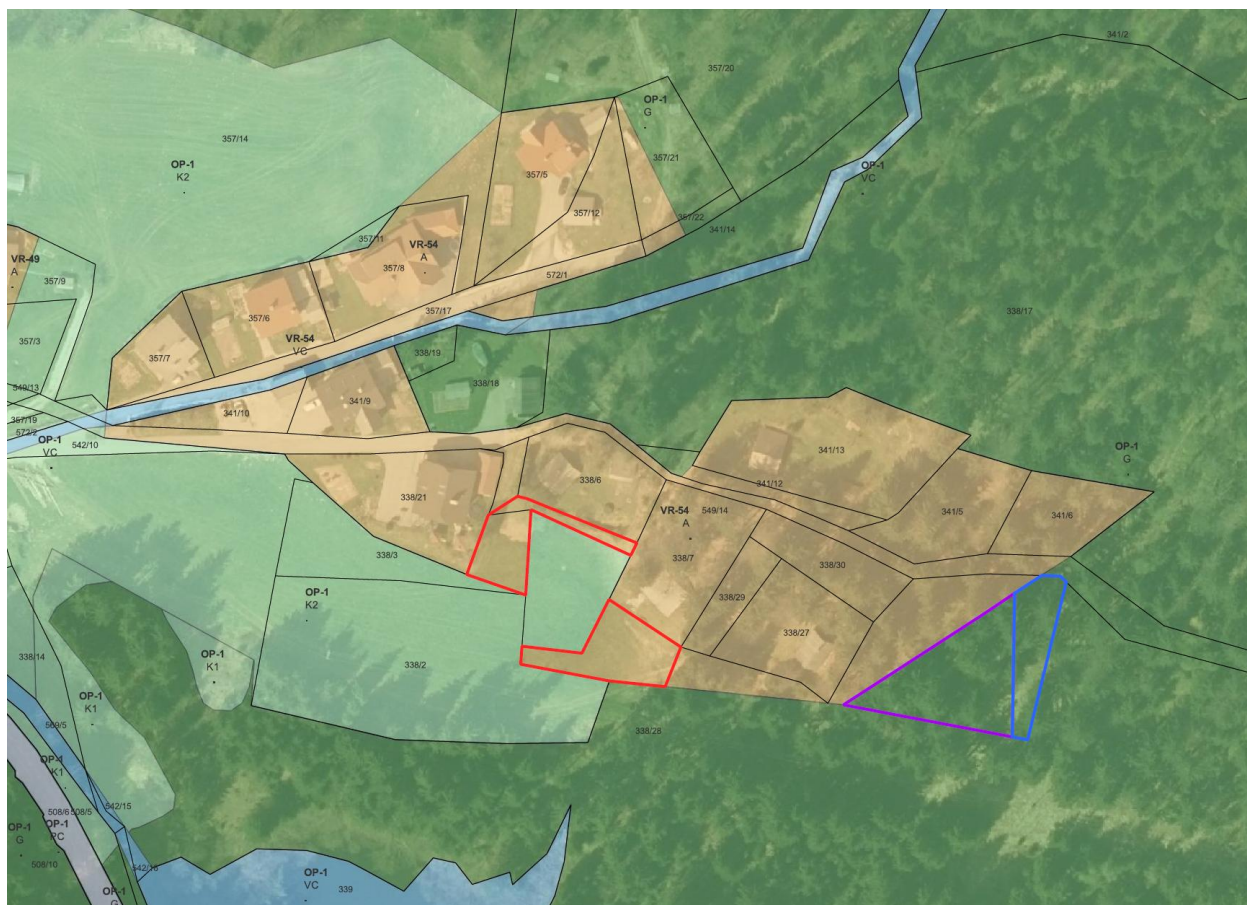 341/2
357/20
OP-1
G
357/14
357/21
OP-1
K2
OP-1
VC
357/5
357/12
357/22
341/14
357/11
VR-54
A
VR-49
A
357/8
572/1
357/9
357/17
338/17
357/6
VR-54
VC
357/3
357/7
338/19
338/18
549/13
341/10
341/9
357/19
572/2
542/10
OP-1
VC
341/13
OP-1
G
338/6
341/12
338/21
VR-54
A
549/14
341/5
341/6
338/3
338/7
338/30
OP-1
K2
338/29
338/27
338/14
OP-1
K1
338/2
OP-1
K1
569/5
338/28
OP-1
K1
508/6
508/5
542/15
OP-1
PC
OP-1
G
508/10
542/16
OP-1
VC
339
OP-1
G